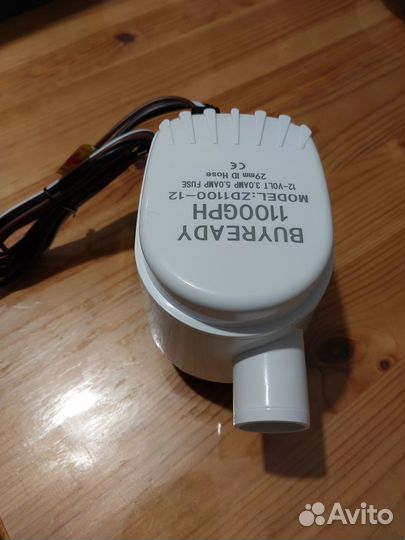 BUYREADY
1100GPH
MODEL:ZD1100-12
12-VOLT 3.0AMP 5.0AMP FUSE
29mm ID Hose
CE
Avito